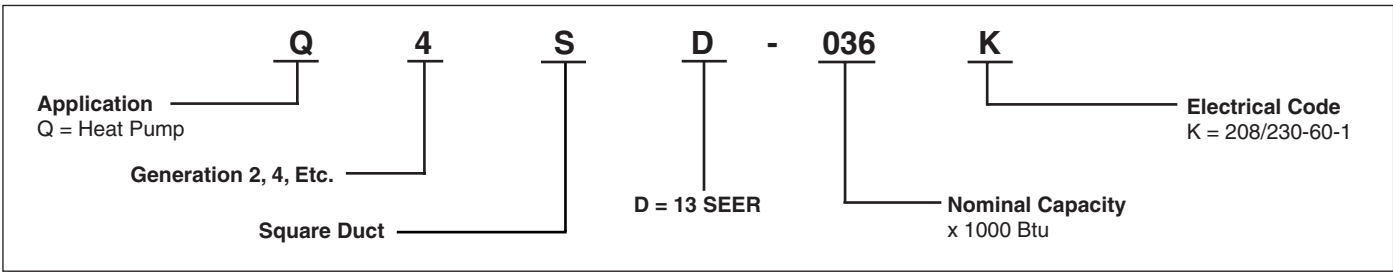 Q 4 S D - 036 K
Application
Q = Heat Pump
Generation 2, 4, Etc.
Square Duct
D = 13 SEER
Nominal Capacity
x 1000 Btu
Electrical Code
K = 208/230-60-1